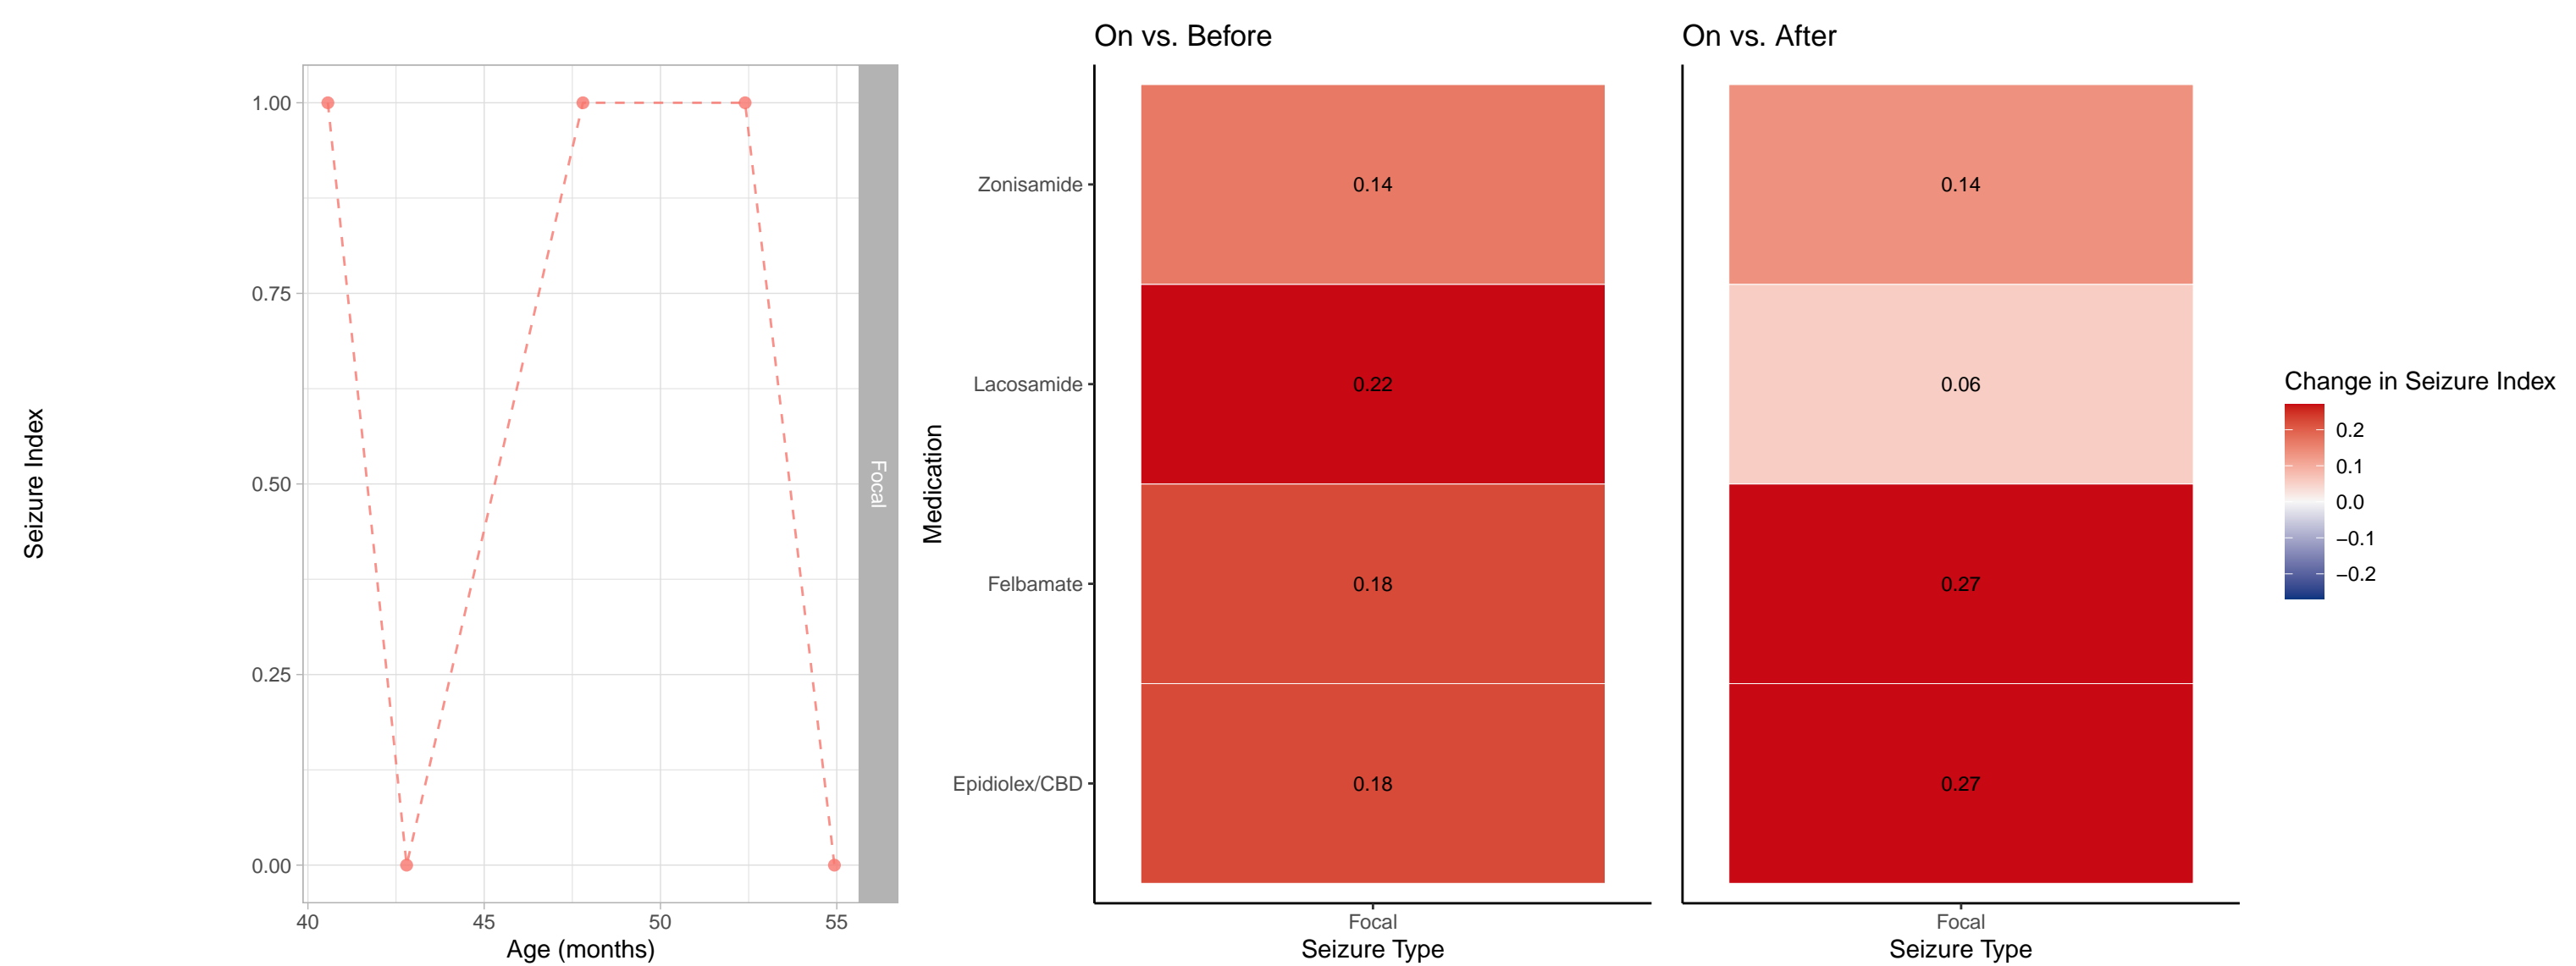 Seizure Index
1.00
0.75
0.50
0.25
0.00
40
45
50
55
Age (months)
Focal
On vs. Before
Medication
Zonisamide
Lacosamide
Felbamate
Epidiolex/CBD
0.14
0.22
0.18
0.18
Focal
Seizure Type
On vs. After
0.14
0.06
0.27
0.27
Focal
Seizure Type
Change in Seizure Index
0.2
0.1
0.0
−0.1
−0.2